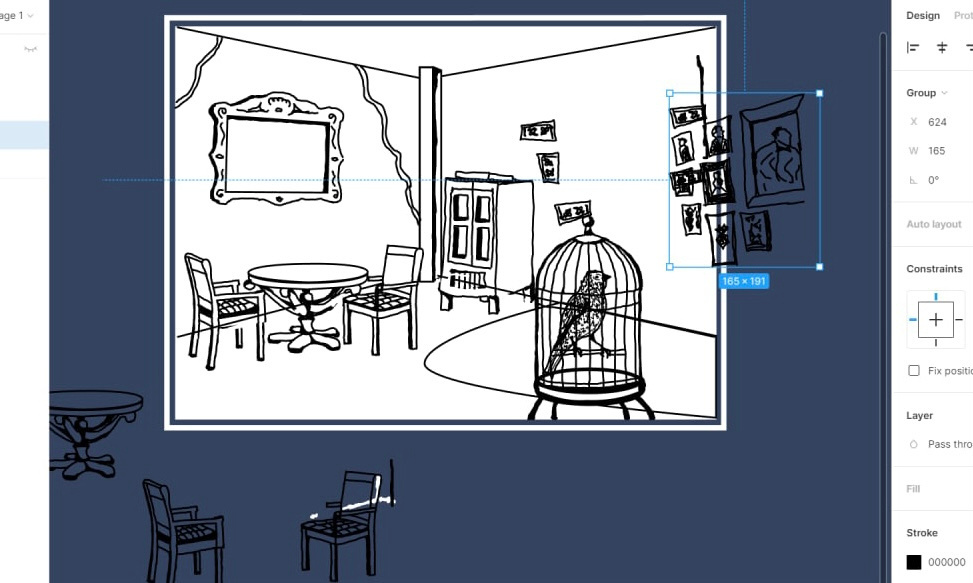 age 1
Design Prot
Group
X 624
W 165
0°
Auto layout
165 × 191
Constraints
Fix positio
Layer
Pass thro
Fill
Stroke
000000